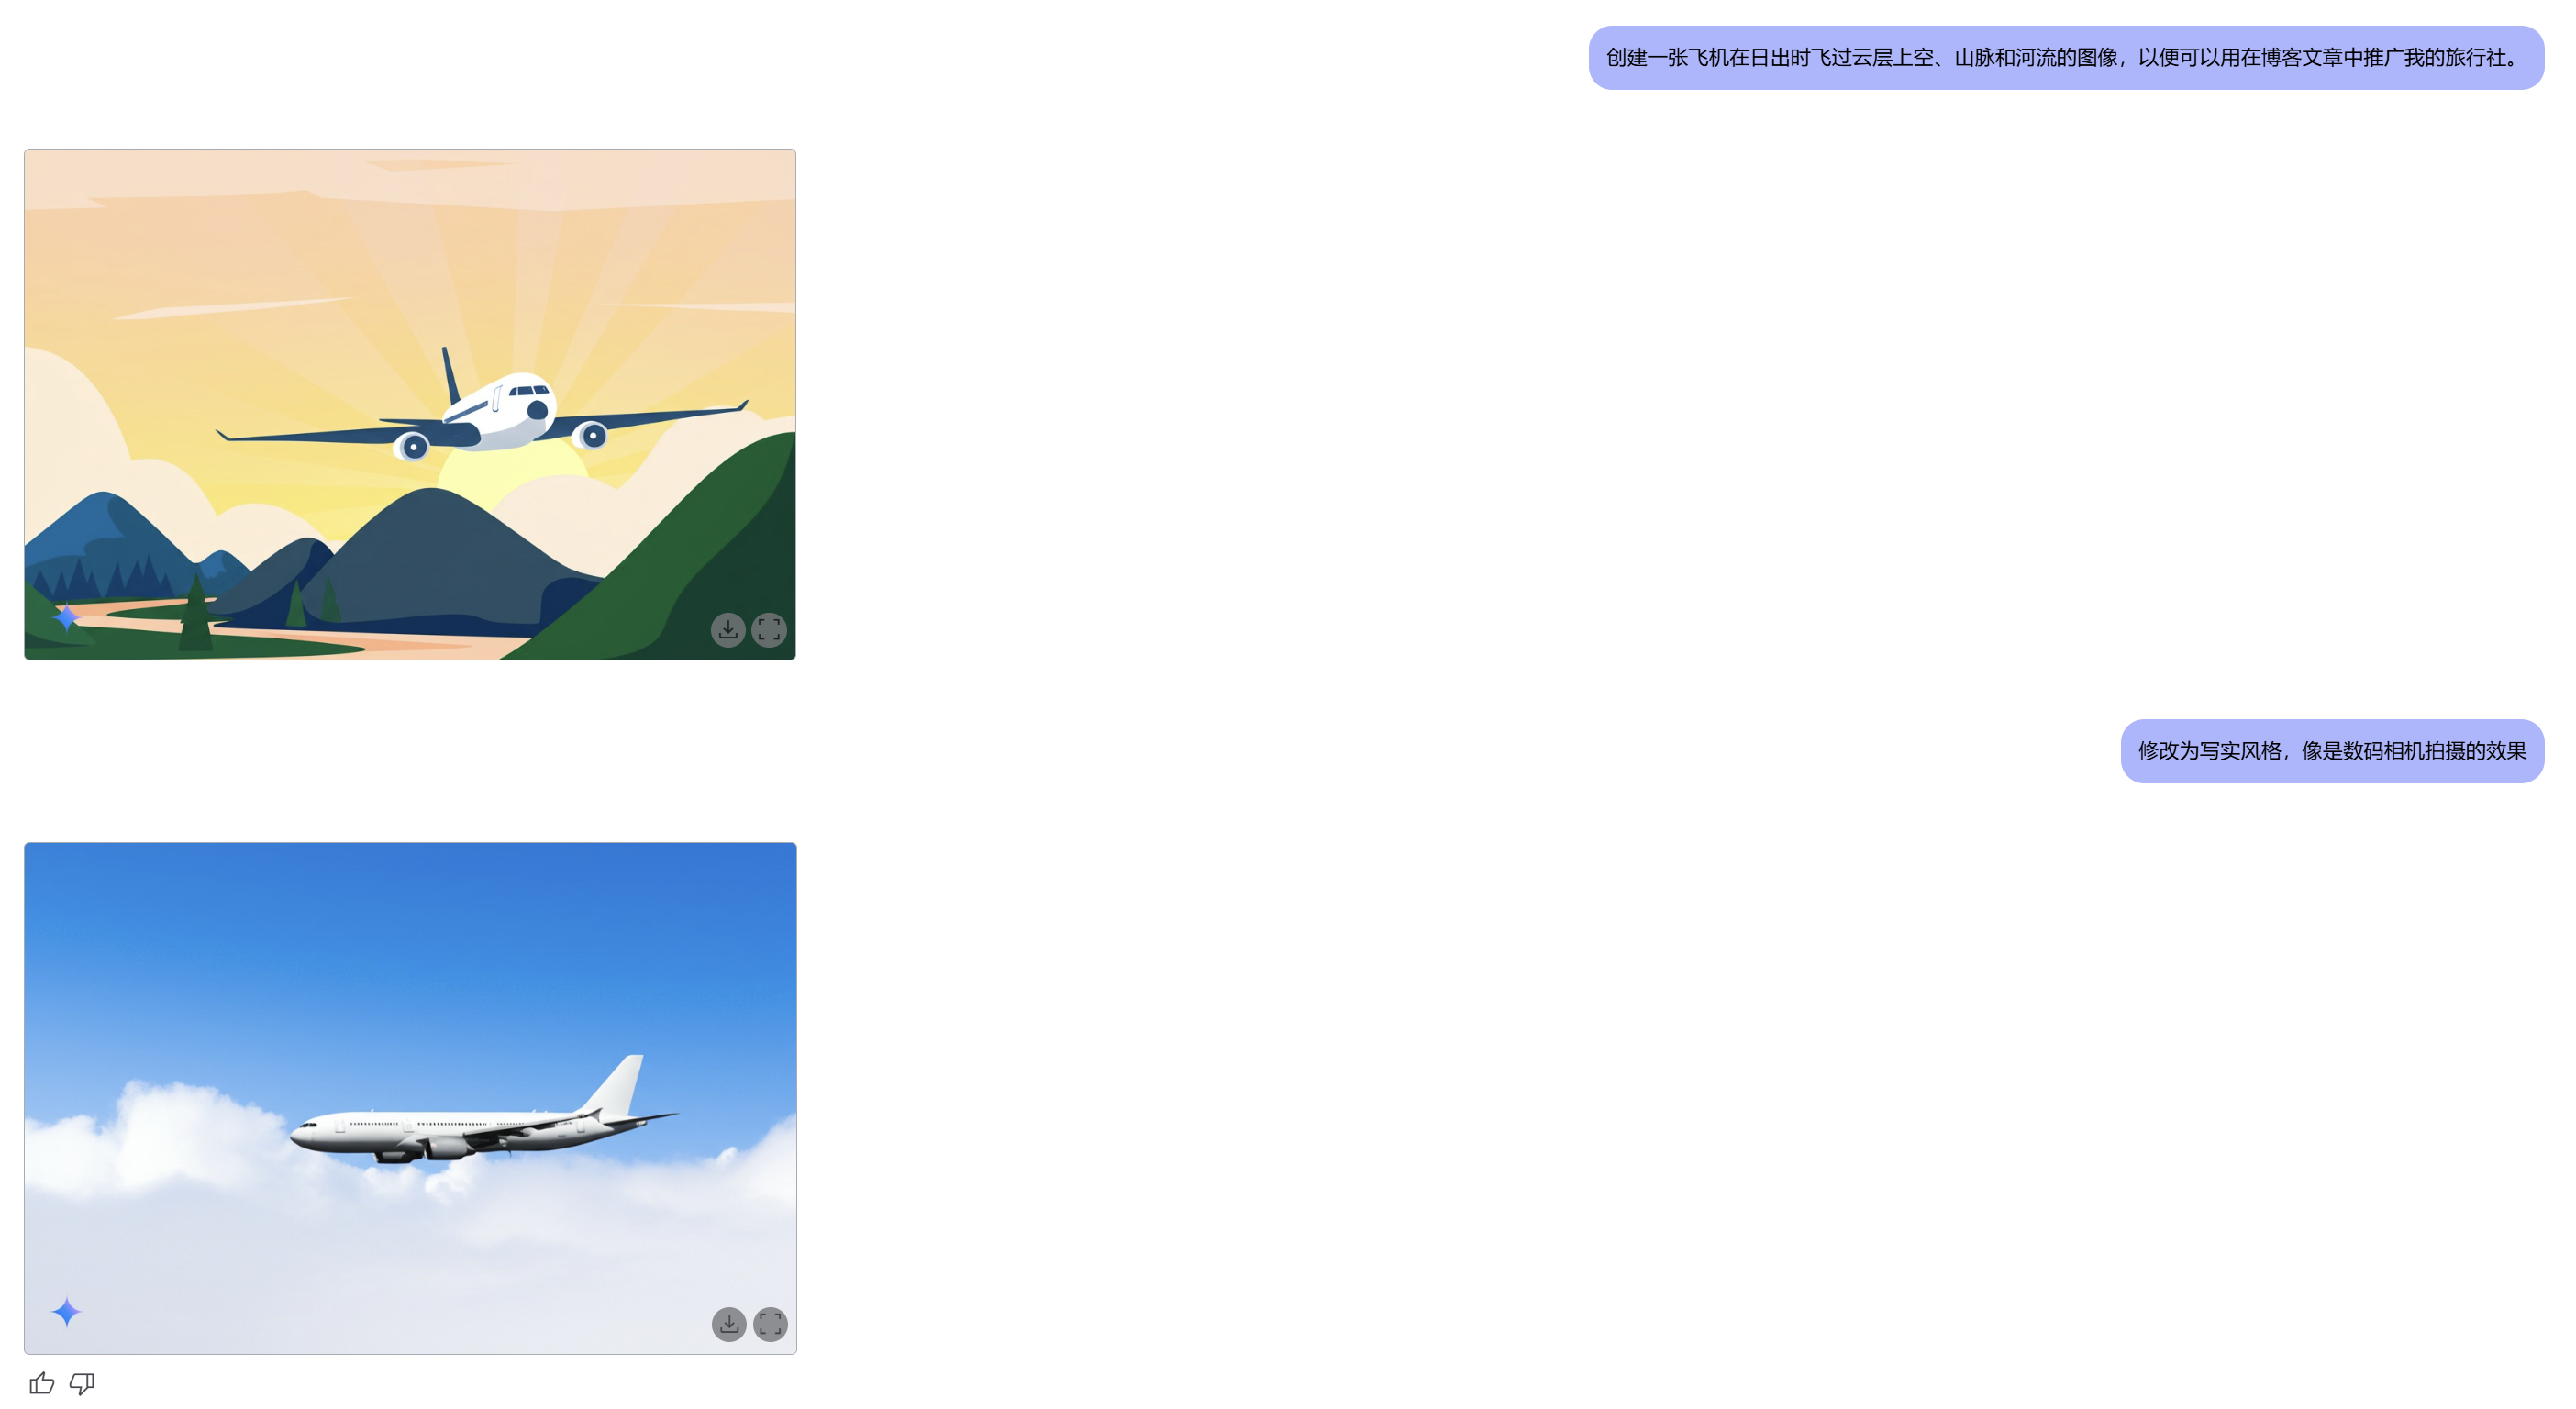 创建一张飞机在日出时飞过云层上空、山脉和河流的图像，以便可以用在博客文章中推广我的旅行社。
修改为写实风格，像是数码相机拍摄的效果